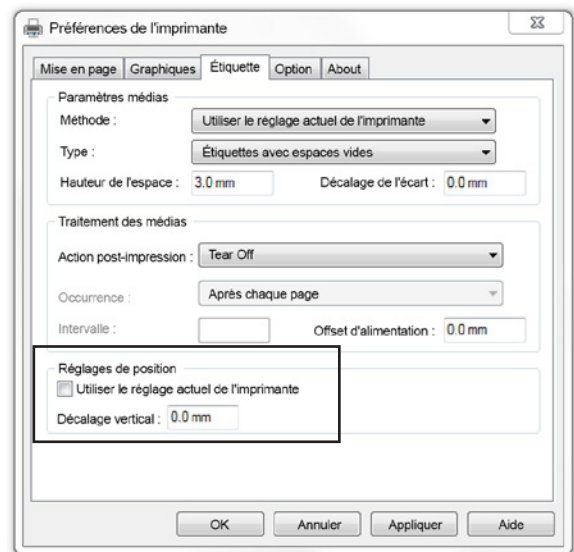 Préférences de l'imprimante
Mise en page Graphiques Étiquette Option About
Paramètres médias
Méthode : Utiliser le réglage actuel de l'imprimante
Type : Étiquettes avec espaces vides
Hauteur de l'espace : 3.0 mm Décalage de l'écart : 0.0 mm
Traitement des médias
Action post-impression : Tear Off
Occurrence : Après chaque page
Intervalle : Offset d'alimentation : 0.0 mm
Réglages de position
Utiliser le réglage actuel de l'imprimante
Décalage vertical : 0.0 mm
OK Annuler Appliquer Aide